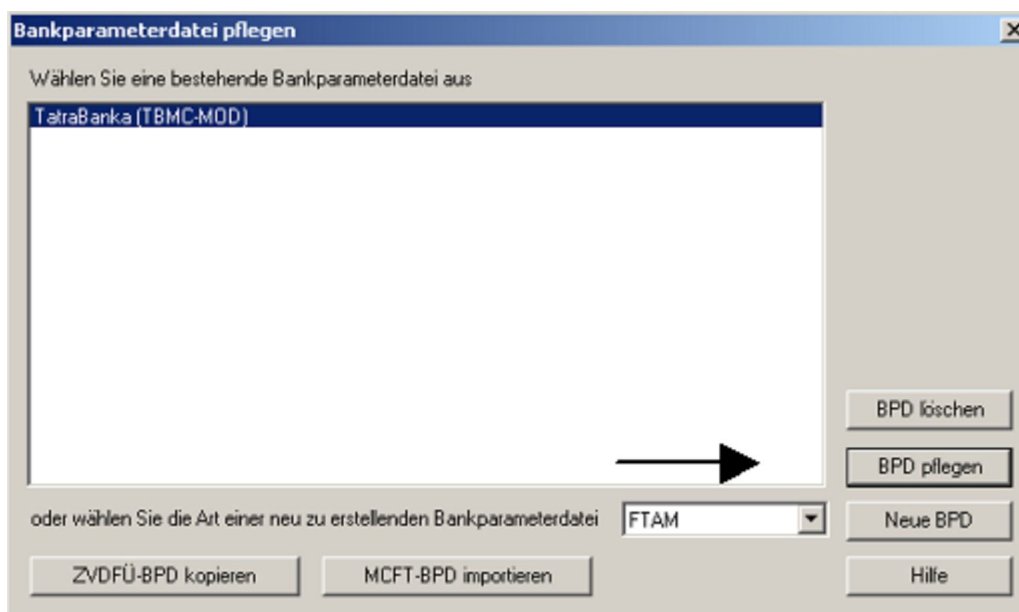 Bankparameterdatei pflegen
Wählen Sie eine bestehende Bankparameterdatei aus
TatraBanka (TBMC-MOD)
BPD löschen
BPD pflegen
oder wählen Sie die Art einer neu zu erstellenden Bankparameterdatei FTAM Neue BPD
ZVDFÜ-BPD kopieren MCFT-BPD importieren Hilfe